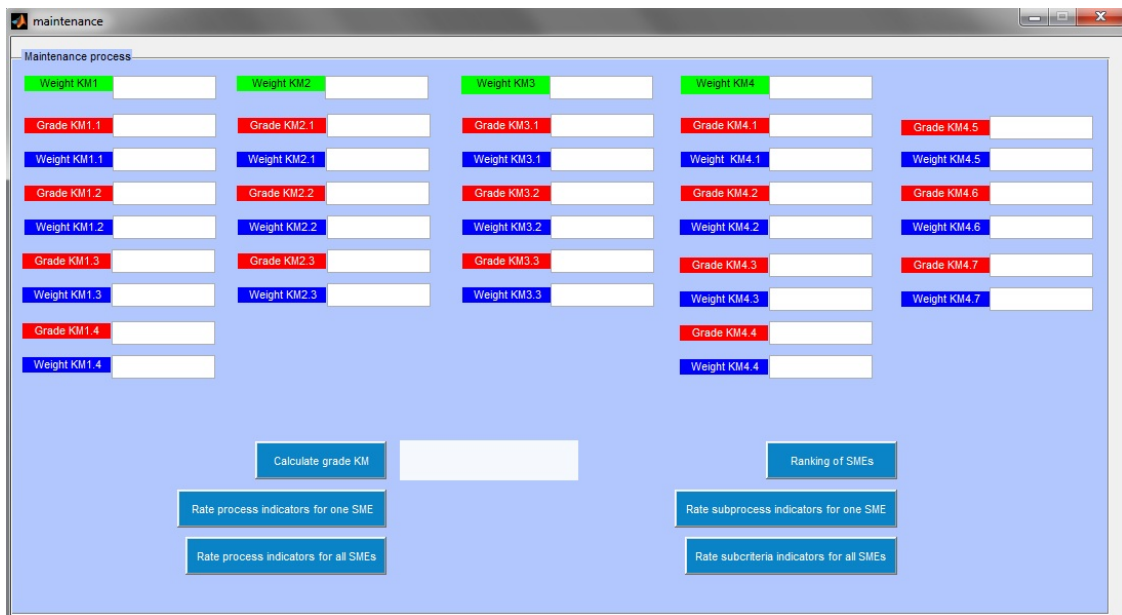 maintenance
Maintenance process
Weight KM1 Weight KM2 Weight KM3 Weight KM4
Grade KM1.1 Grade KM2.1 Grade KM3.1 Grade KM4.1 Grade KM4.5
Weight KM1.1 Weight KM2.1 Weight KM3.1 Weight KM4.1 Weight KM4.5
Grade KM1.2 Grade KM2.2 Grade KM3.2 Grade KM4.2 Grade KM4.6
Weight KM1.2 Weight KM2.2 Weight KM3.2 Weight KM4.2 Weight KM4.6
Grade KM1.3 Grade KM2.3 Grade KM3.3 Grade KM4.3 Grade KM4.7
Weight KM1.3 Weight KM2.3 Weight KM3.3 Weight KM4.3 Weight KM4.7
Grade KM1.4 Grade KM4.4
Weight KM1.4 Weight KM4.4
Calculate grade KM Ranking of SMEs
Rate process indicators for one SME Rate subprocess indicators for one SME
Rate process indicators for all SMEs Rate subcriteria indicators for all SMEs